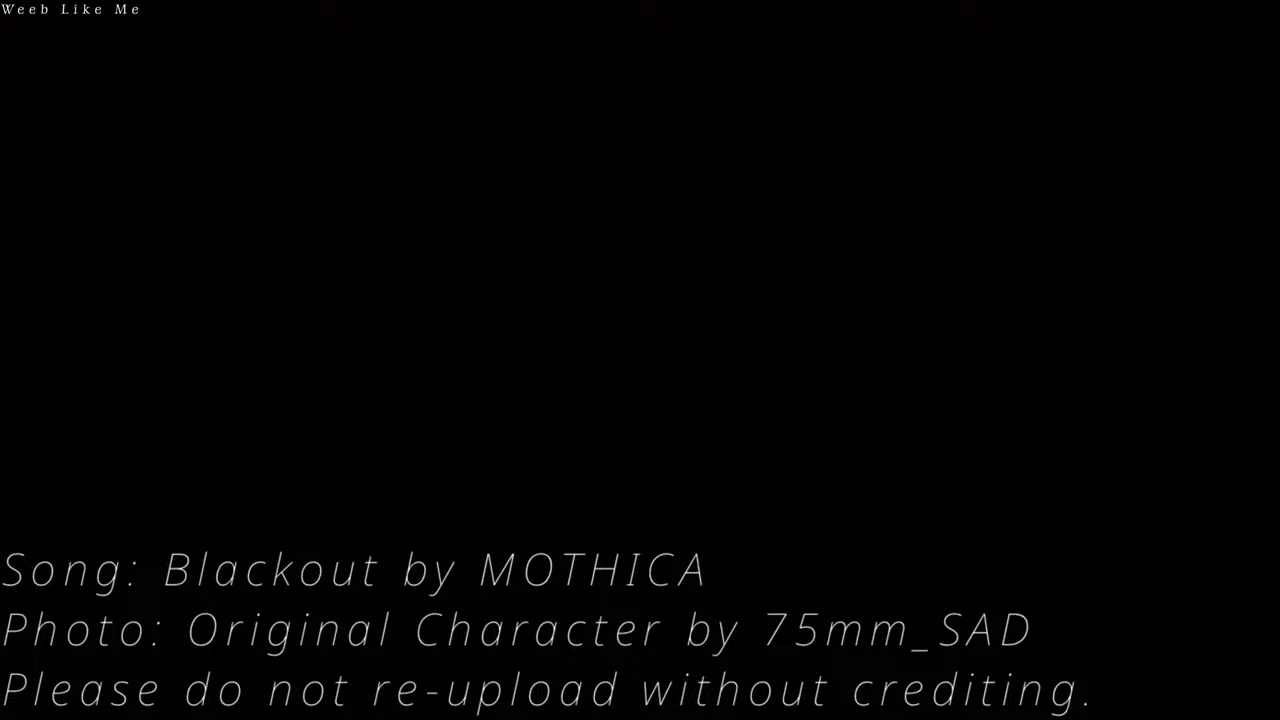 Weeb Like Me
Song: Blackout by MOTHICA
Photo: Original Character by 75mm_SAD
Please do not re-upload without crediting.